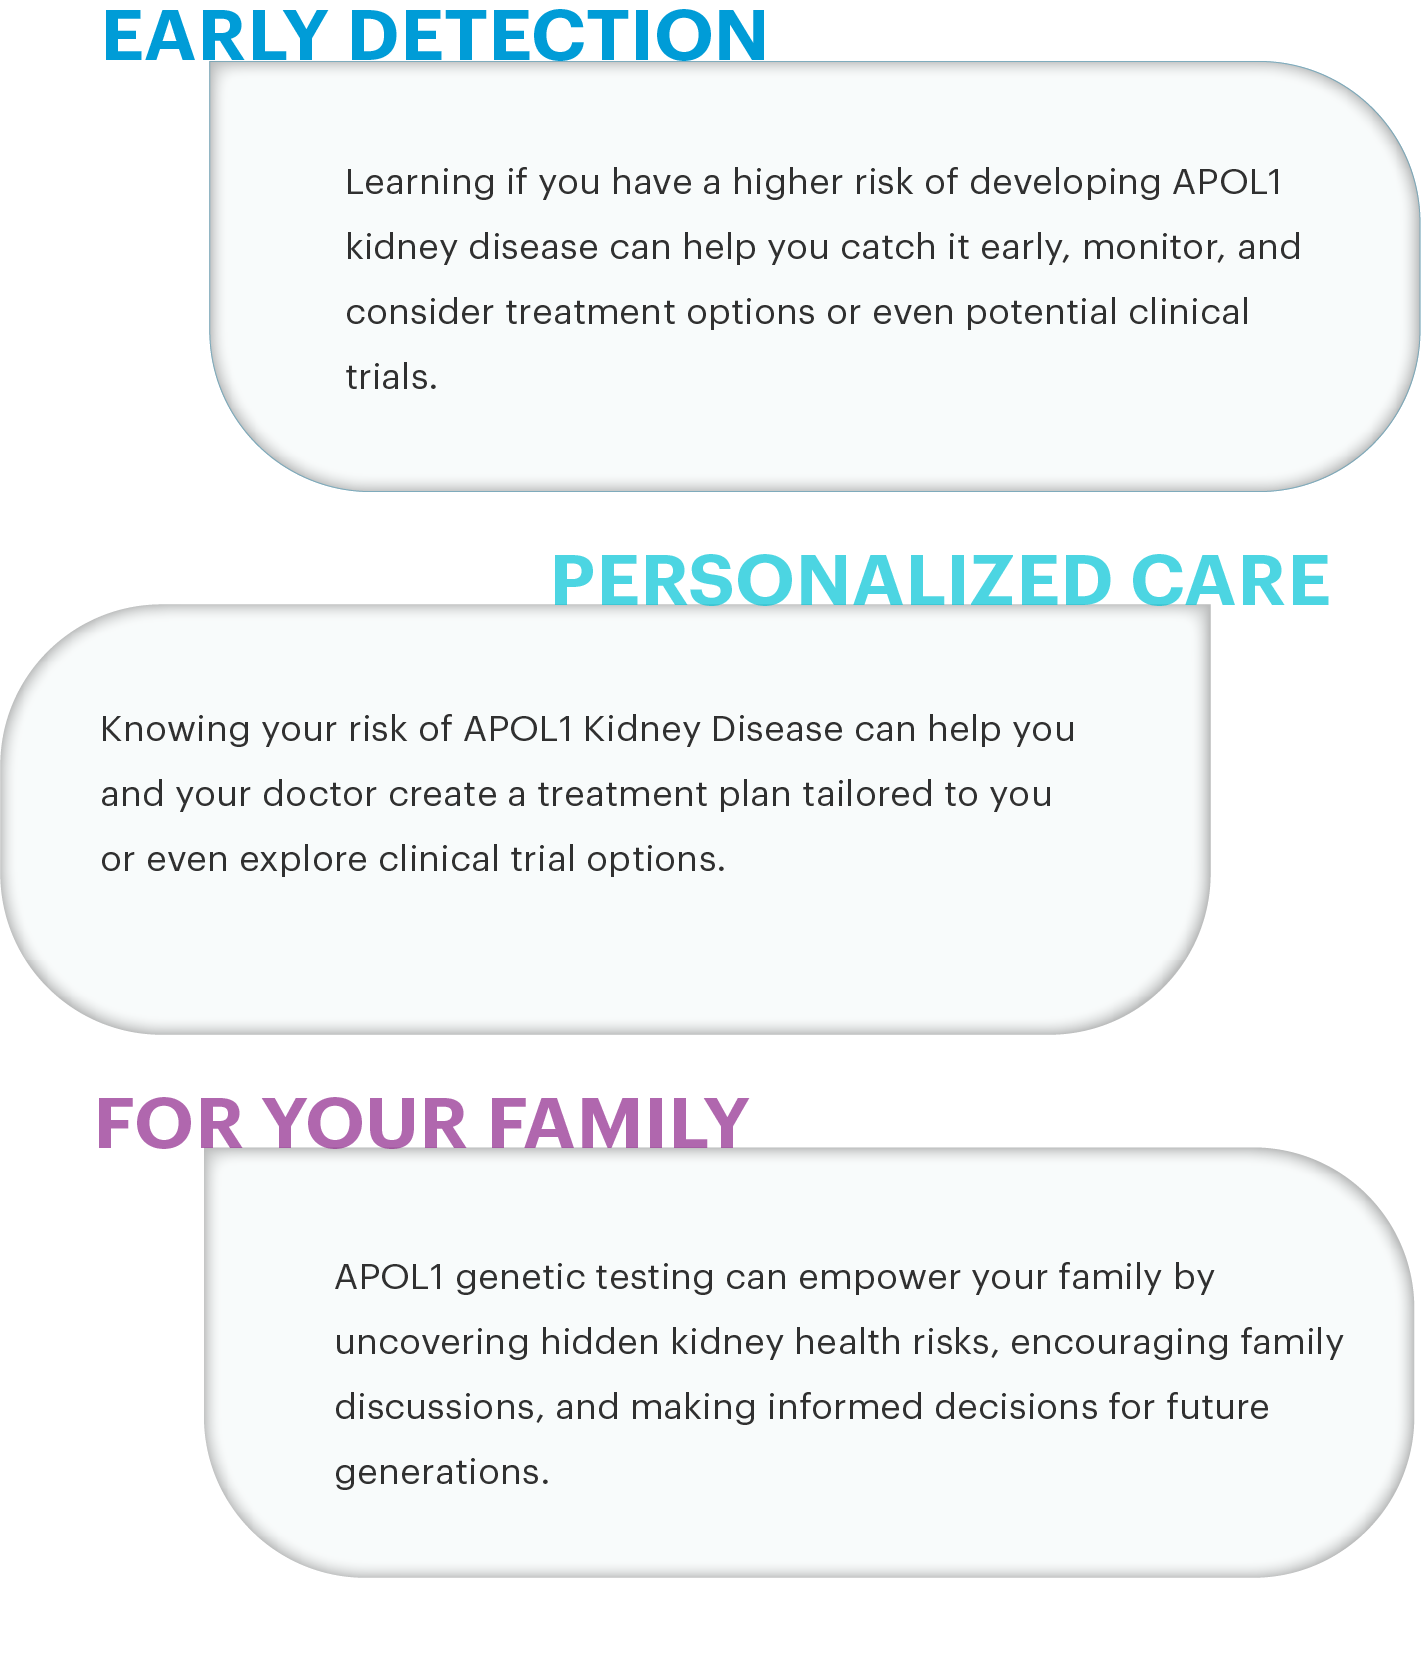 EARLY DETECTION
Learning if you have a higher risk of developing APOL1
kidney disease can help you catch it early, monitor, and
consider treatment options or even potential clinical
trials.
PERSONALIZED CARE
Knowing your risk of APOL1 Kidney Disease can help you
and your doctor create a treatment plan tailored to you
or even explore clinical trial options.
FOR YOUR FAMILY
APOL1 genetic testing can empower your family by
uncovering hidden kidney health risks, encouraging family
discussions, and making informed decisions for future
generations.